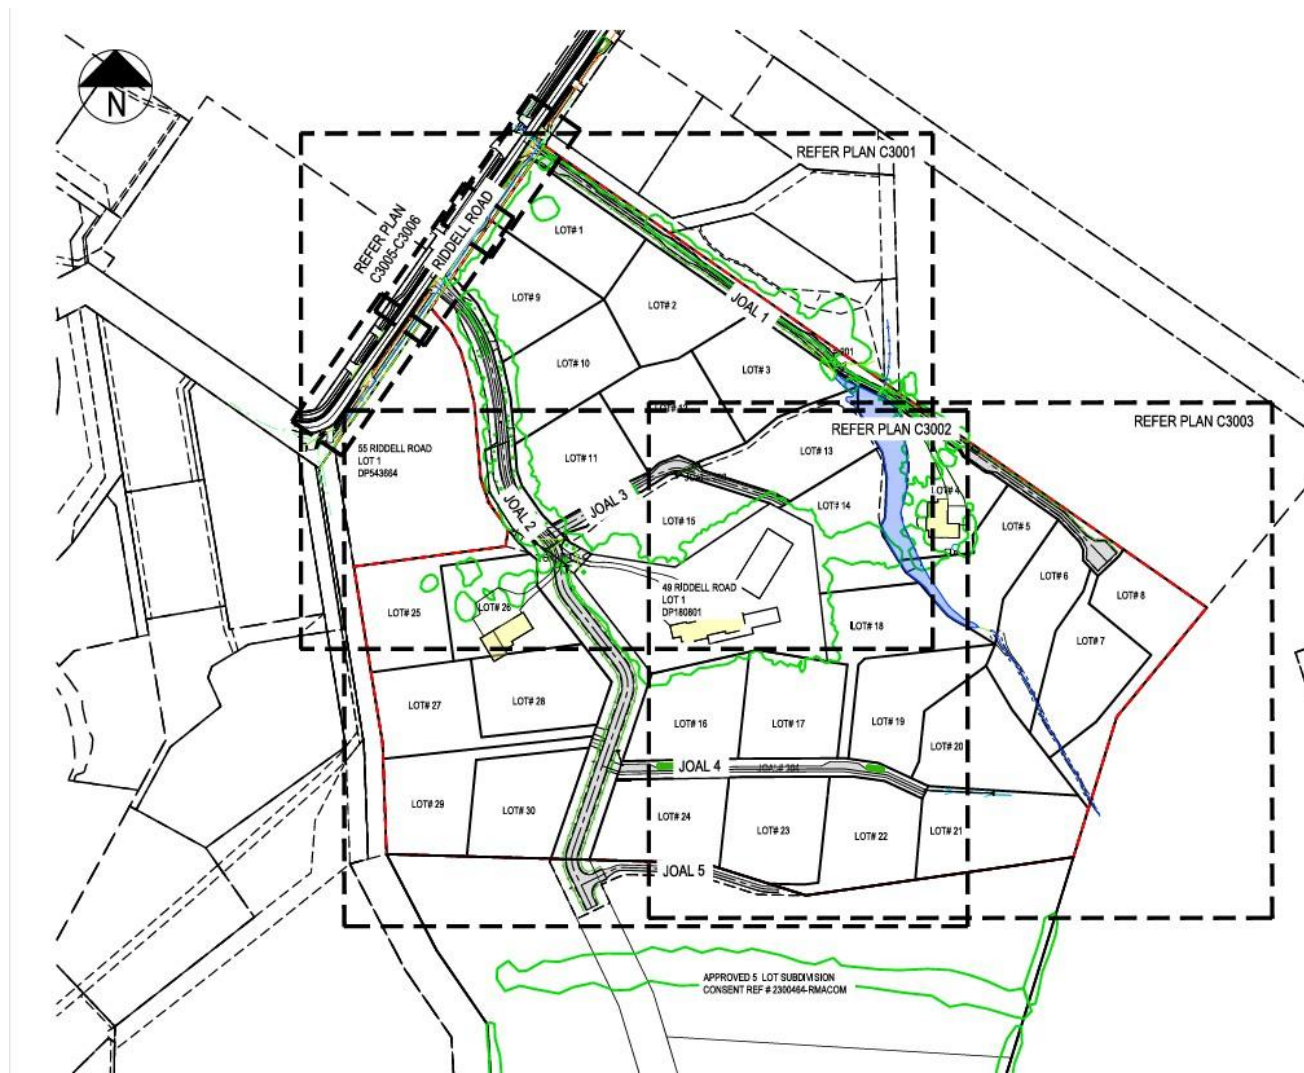 N
REFER PLAN C3001
REFER PLAN
C3005-C3006
RIDDELL ROAD
LOT# 1
LOT# 9
LOT# 2
JOAL 1
LOT# 10
LOT# 3
REFER PLAN C3002
REFER PLAN C3003
55 RIDDELL ROAD
LOT 1
DP543664
LOT# 11
LOT# 13
JOAL 2
JOAL 3
LOT# 4
LOT# 14
LOT# 15
LOT# 5
LOT# 6
LOT# 8
49 RIDDELL ROAD
LOT 1
DP180801
LOT# 25
LOT# 26
LOT# 18
LOT# 7
LOT# 27
LOT# 28
LOT# 16
LOT# 17
LOT# 19
LOT# 20
JOAL 4
LOT# 29
LOT# 30
LOT# 24
LOT# 23
LOT# 22
LOT# 21
JOAL 5
APPROVED 5 LOT SUBDIVISION
CONSENT REF # 2300464-RMACOM